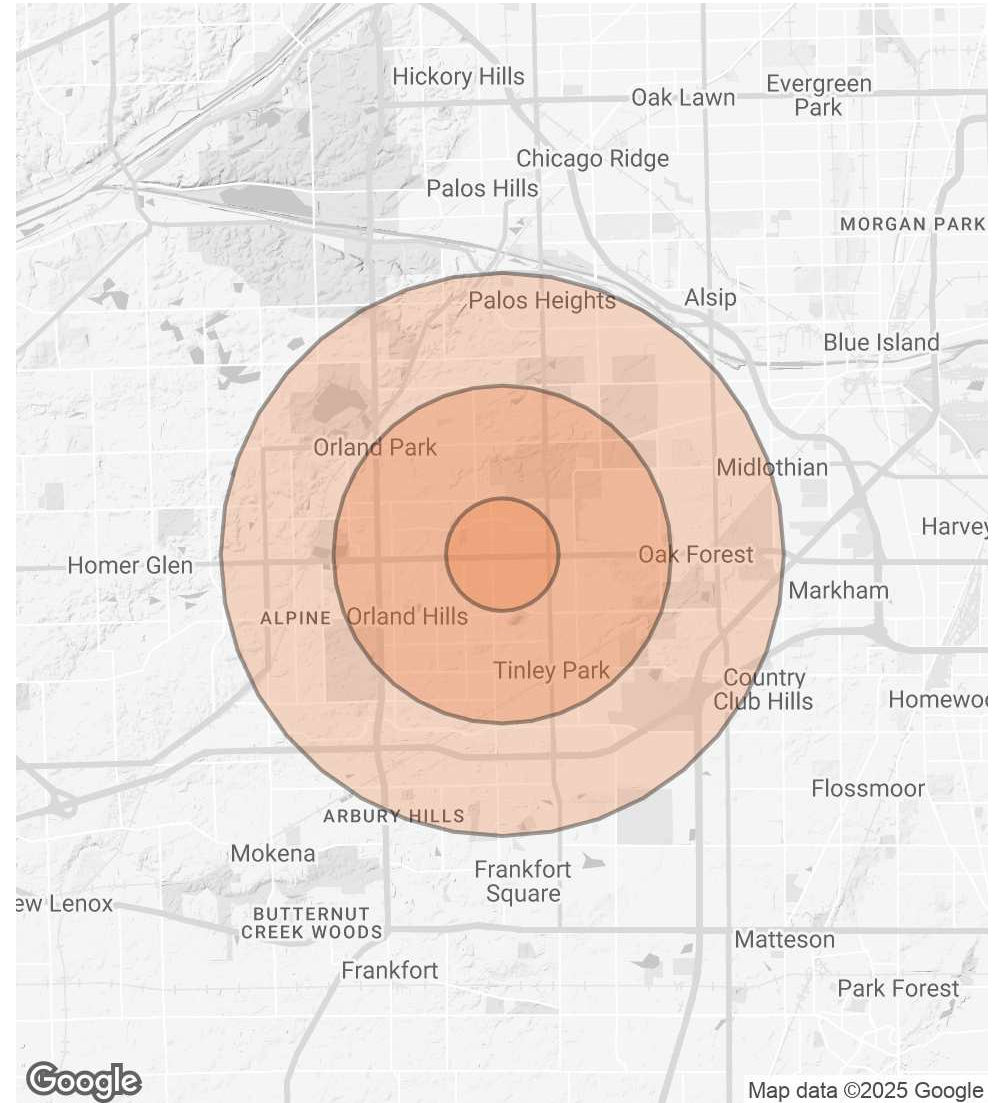 Hickory Hills
Evergreen
Park
Oak Lawn
Chicago Ridge
Palos Hills
MORGAN PARK
Palos Heights
Alsip
Blue Island
Orland Park
Midlothian
Harvey
Oak Forest
Homer Glen
Markham
ALPINE
Orland Hills
Tinley Park
Country
Club Hills
Homewoo
Flossmoor
ARBURY HILLS
Mokena
Frankfort
Square
ew Lenox
BUTTERNUT
CREEK WOODS
Matteson
Frankfort
Park Forest
Google
Map data ©2025 Google